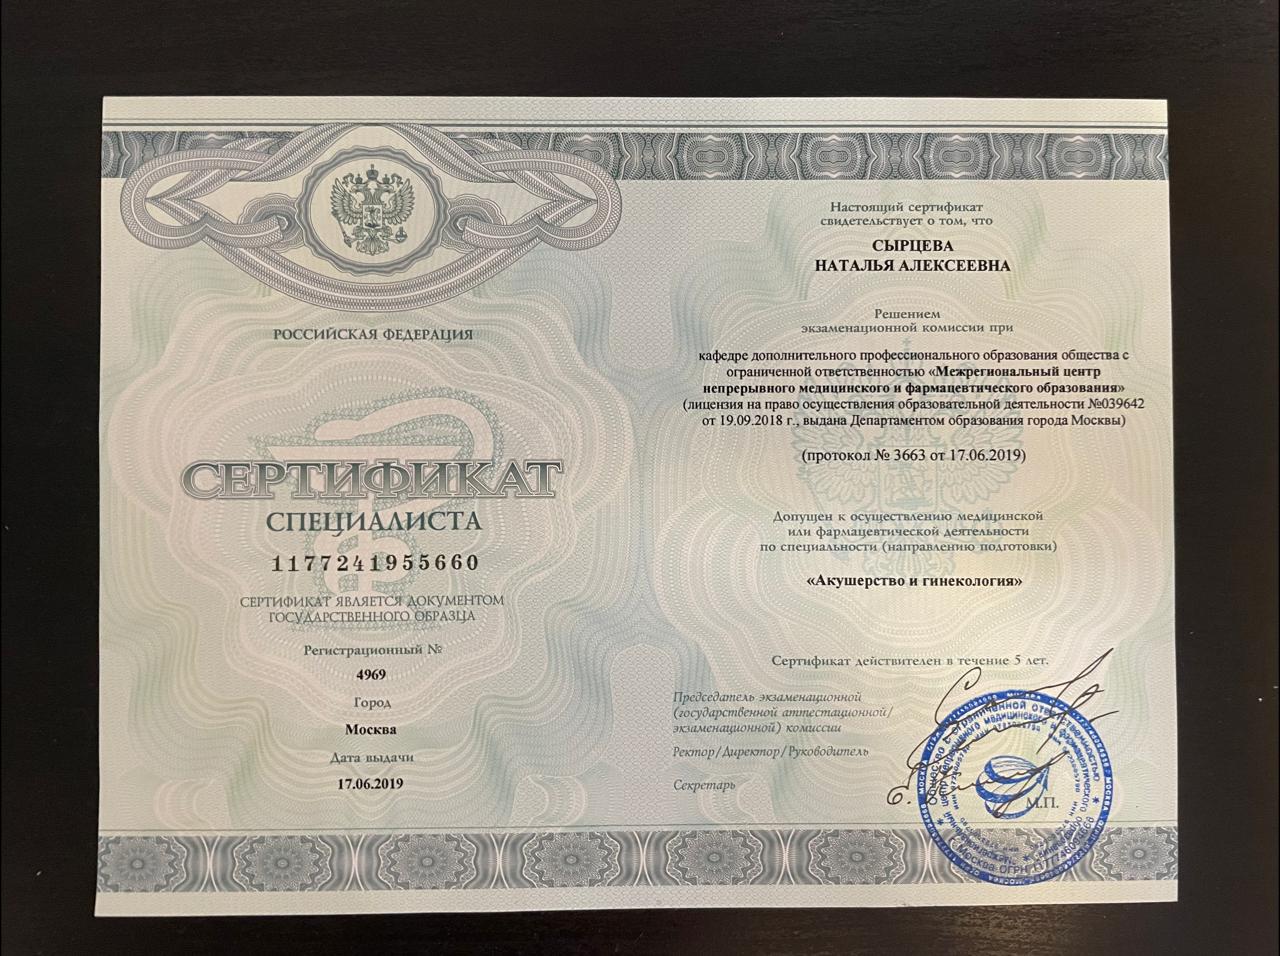 РОССИЙСКАЯ ФЕДЕРАЦИЯ
СЕРТИФИКАТ
СПЕЦИАЛИСТА
1177241955660
СЕРТИФИКАТ ЯВЛЯЕТСЯ ДОКУМЕНТОМ
ГОСУДАРСТВЕННОГО ОБРАЗЦА
Регистрационный №
4969
Город
Москва
Дата выдачи
17.06.2019
Настоящий сертификат
свидетельствует о том, что
СЫРЦЕВА
НАТАЛЬЯ АЛЕКСЕЕВНА
Решением
экзаменационной комиссии при
кафедре дополнительного профессионального образования общества с
ограниченной ответственностью «Межрегиональный центр
непрерывного медицинского и фармацевтического образования»
(лицензия на право осуществления образовательной деятельности №039642
от 19.09.2018 г., выдана Департаментом образования города Москвы)
(протокол № 3663 от 17.06.2019)
Допущен к осуществлению медицинской
или фармацевтической деятельности
по специальности (направлению подготовки)
«Акушерство и гинекология»
Сертификат действителен в течение 5 лет.
Председатель экзаменационной
(государственной аттестационной/
экзаменационной) комиссии
Ректор/Директор/Руководитель
Секретарь
М.П.
Общество с ограниченной ответственностью